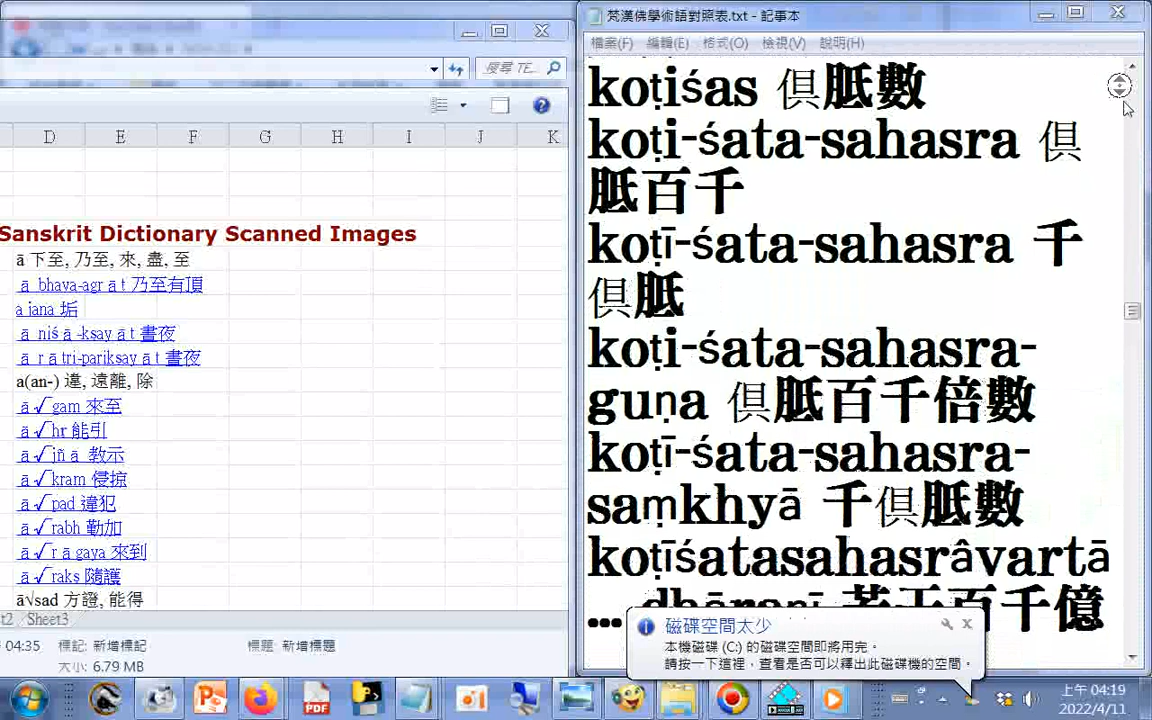 搜尋 TE...
D E F G H I J K
Sanskrit Dictionary Scanned Images
ā 下至, 乃至, 來, 盡, 至
ā bhava-agr ā t 乃至有頂
a jana 垢
ā niś ā -ksay ā t 晝夜
ā r ā tri-pariksay ā t 晝夜
a(an-) 違, 遠離, 除
ā√gam 來至
ā√hr 能引
ā√jñ ā 教示
ā√kram 侵掠
ā√pad 違犯
ā√rabh 勤加
ā√r ā gaya 來到
ā√raks 隨護
ā√sad 方證, 能得
t2 Sheet3
04:35 標記: 新增標記 標題: 新增標題
大小: 6.79 MB
梵漢佛學術語對照表.txt - 記事本
檔案(F) 編輯(E) 格式(O) 檢視(V) 說明(H)
koṭiśas 俱胝數
koṭi-śata-sahasra 俱
胝百千
koṭī-śata-sahasra 千
俱胝
koṭi-śata-sahasra-
guṇa 俱胝百千倍數
koṭī-śata-sahasra-
saṃkhyā 千俱胝數
koṭīśatasahasrâvartā
... dhāraṇī 若干百千億
磁碟空間太少
本機磁碟 (C:) 的磁碟空間即將用完。
請按一下這裡，查看是否可以釋出此磁碟機的空間。
PDF
上午 04:19
2022/4/11